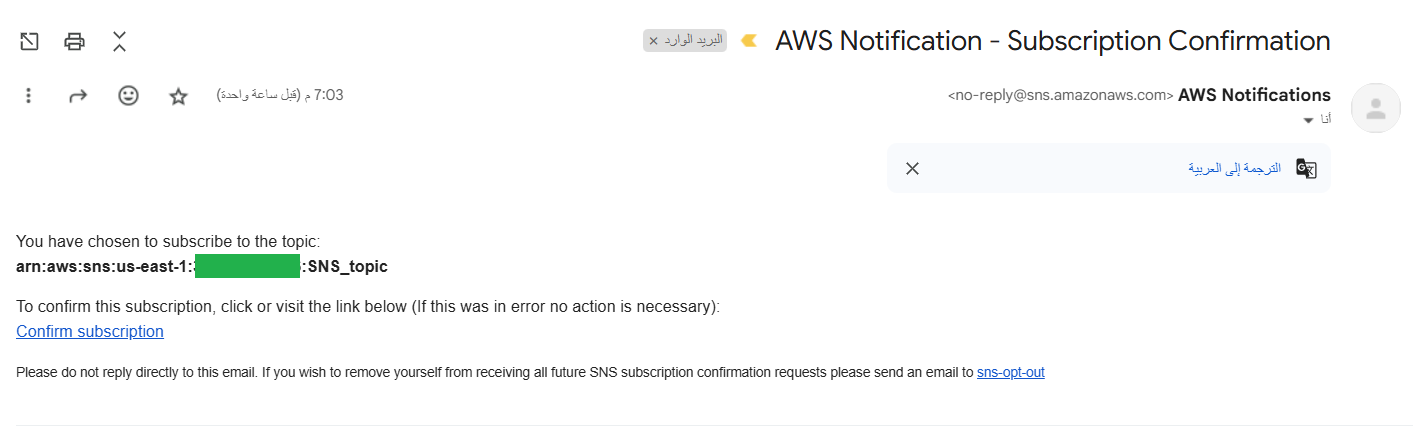 AWS Notification - Subscription Confirmation
البريد الوارد ×
AWS Notifications <no-reply@sns.amazonaws.com>
7:03 م (قبل ساعة واحدة)
أنا
الترجمة إلى العربية
You have chosen to subscribe to the topic:
arn:aws:sns:us-east-1: :SNS_topic
To confirm this subscription, click or visit the link below (If this was in error no action is necessary):
Confirm subscription
Please do not reply directly to this email. If you wish to remove yourself from receiving all future SNS subscription confirmation requests please send an email to sns-opt-out